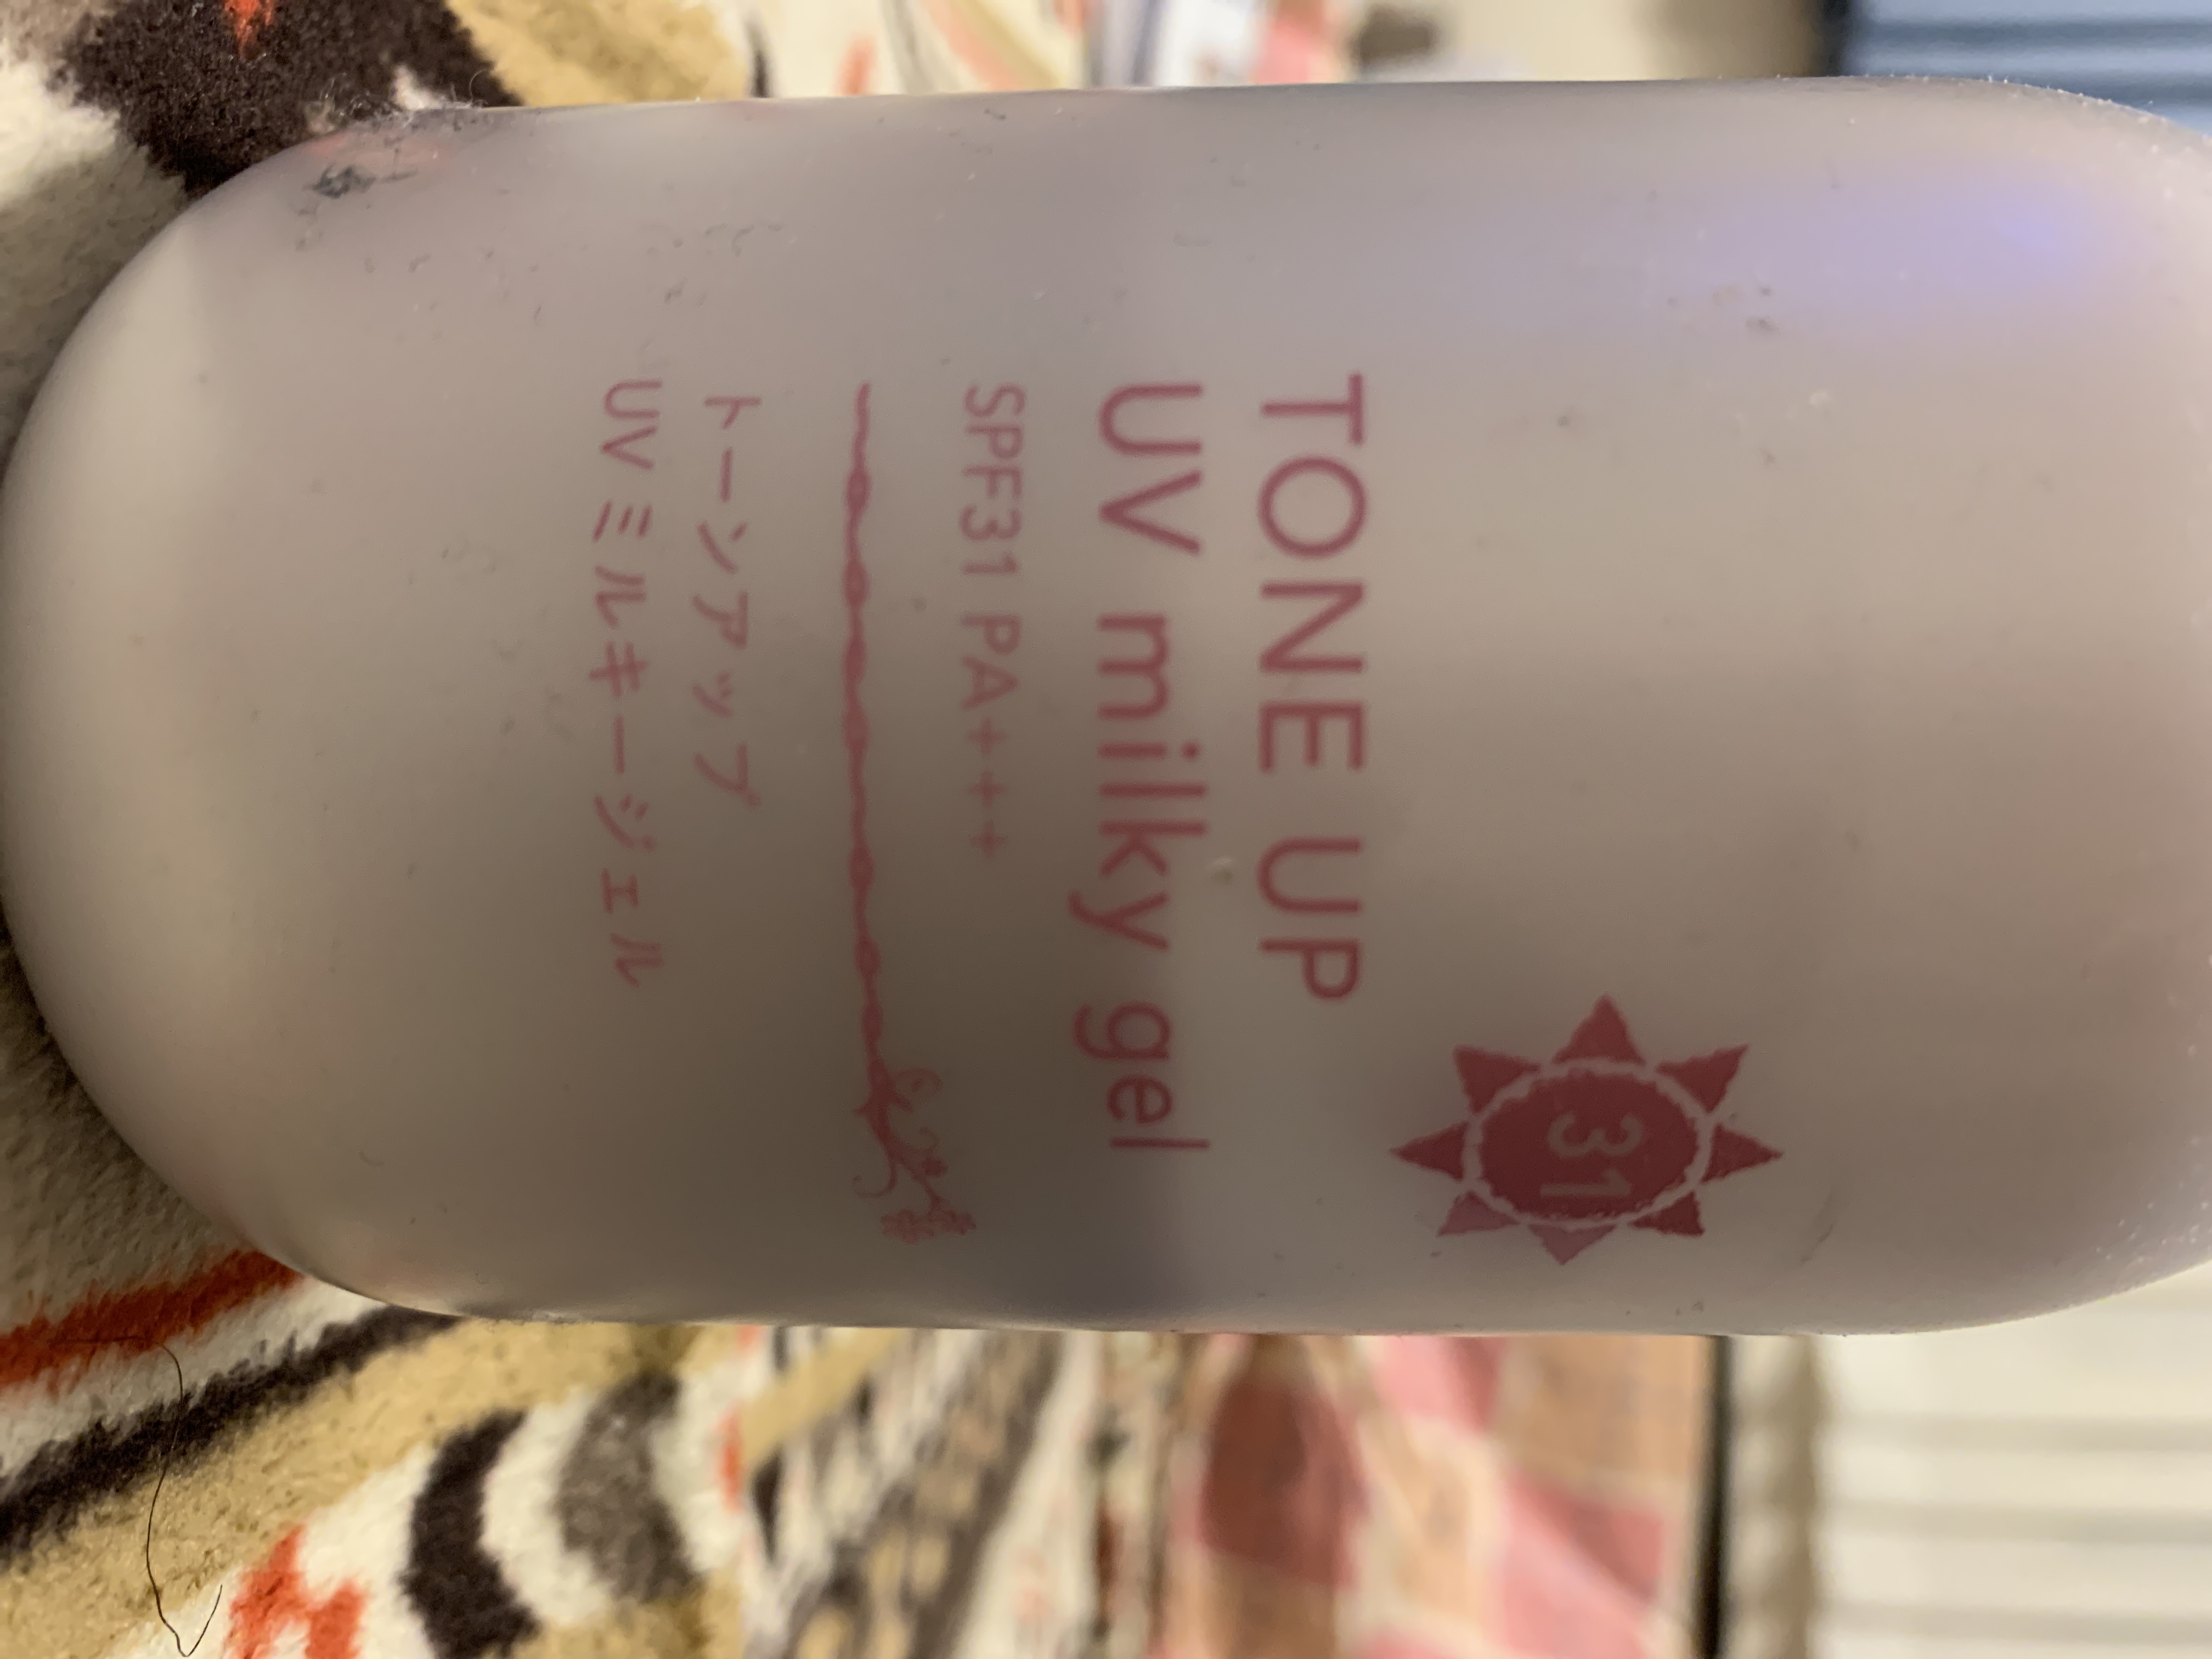 31
TONE UP
UV milky gel
SPF31 PA+++
トーンアップ
UVミルキージェル